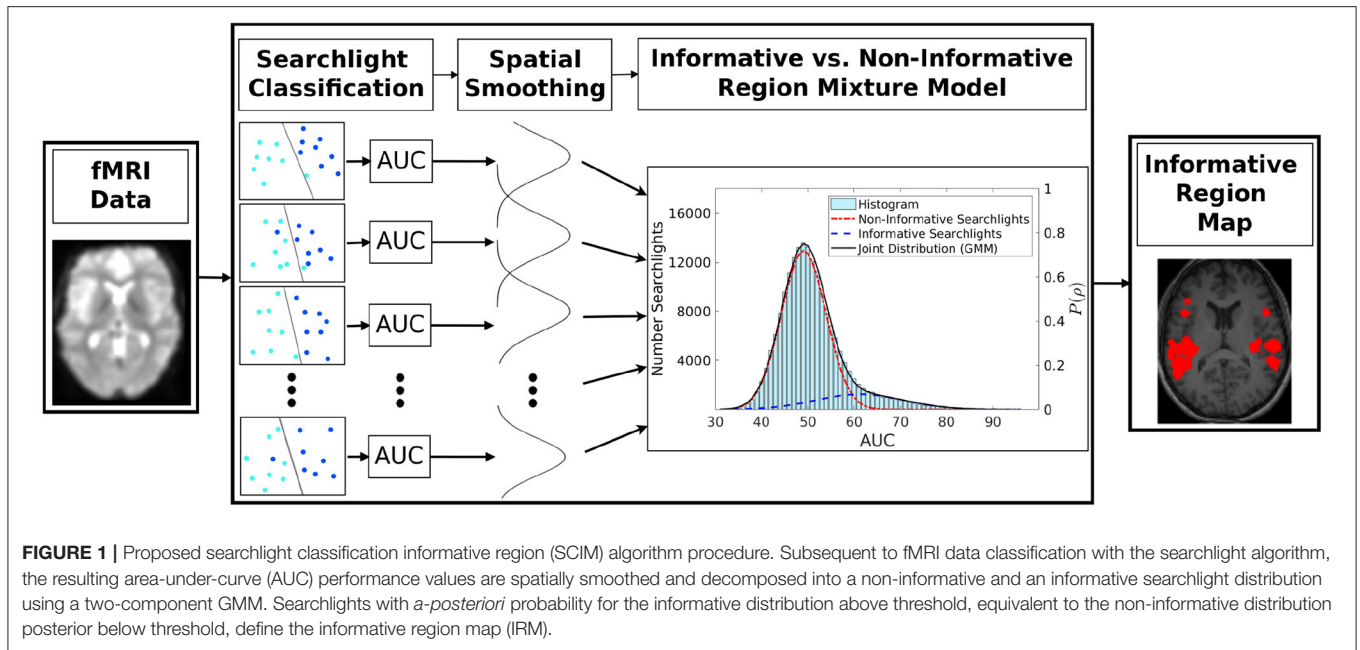 Searchlight
Classification
Spatial
Smoothing
Informative vs. Non-Informative
Region Mixture Model
fMRI
Data
AUC
AUC
AUC
AUC
Histogram
Non-Informative Searchlights
Informative Searchlights
Joint Distribution (GMM)
Number Searchlights
16000
12000
8000
4000
30 40 50 60 70 80 90
AUC
1
0.8
0.6
0.4
0.2
0
P(ρ)
Informative
Region
Map
FIGURE 1 | Proposed searchlight classification informative region (SCIM) algorithm procedure. Subsequent to fMRI data classification with the searchlight algorithm,
the resulting area-under-curve (AUC) performance values are spatially smoothed and decomposed into a non-informative and an informative searchlight distribution
using a two-component GMM. Searchlights with a-posteriori probability for the informative distribution above threshold, equivalent to the non-informative distribution
posterior below threshold, define the informative region map (IRM).